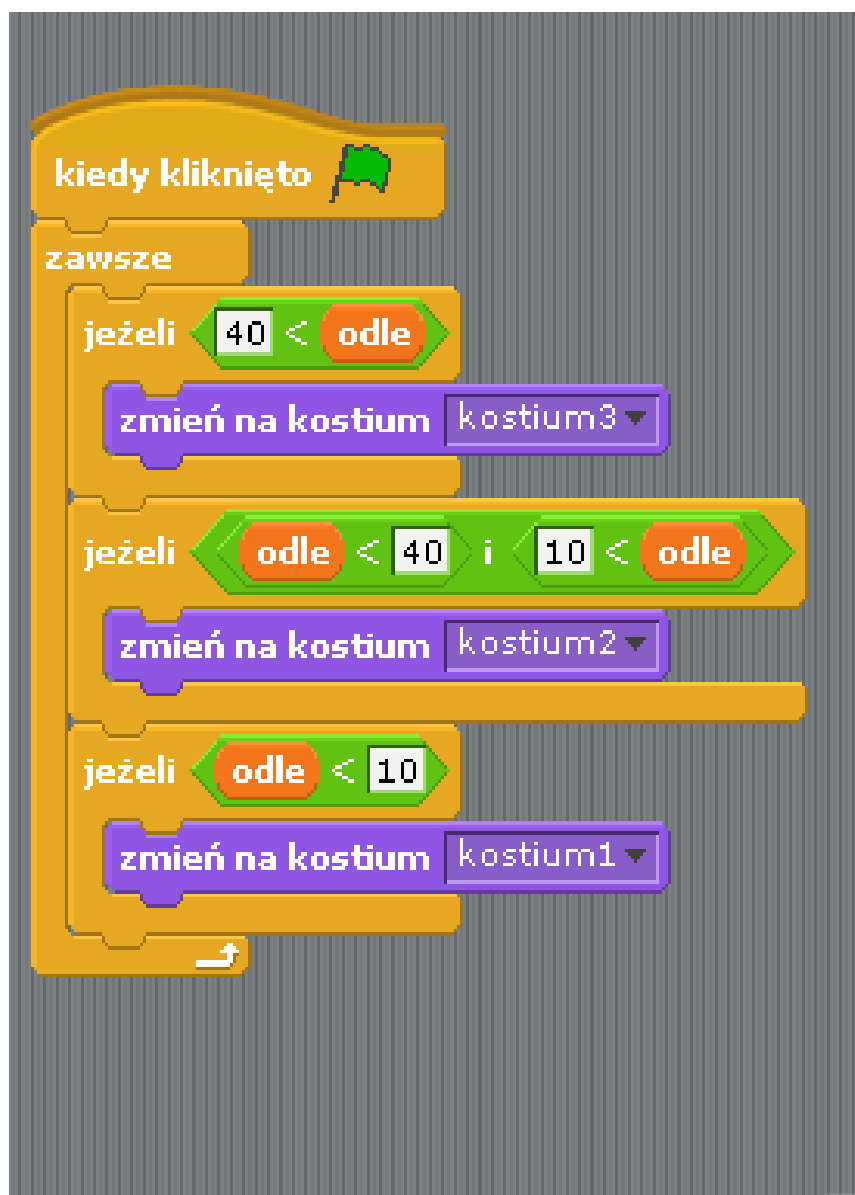 kiedy kliknięto
zawsze
jeżeli 40 < odle
zmień na kostium kostium3
jeżeli odle < 40 i 10 < odle
zmień na kostium kostium2
jeżeli odle < 10
zmień na kostium kostium1